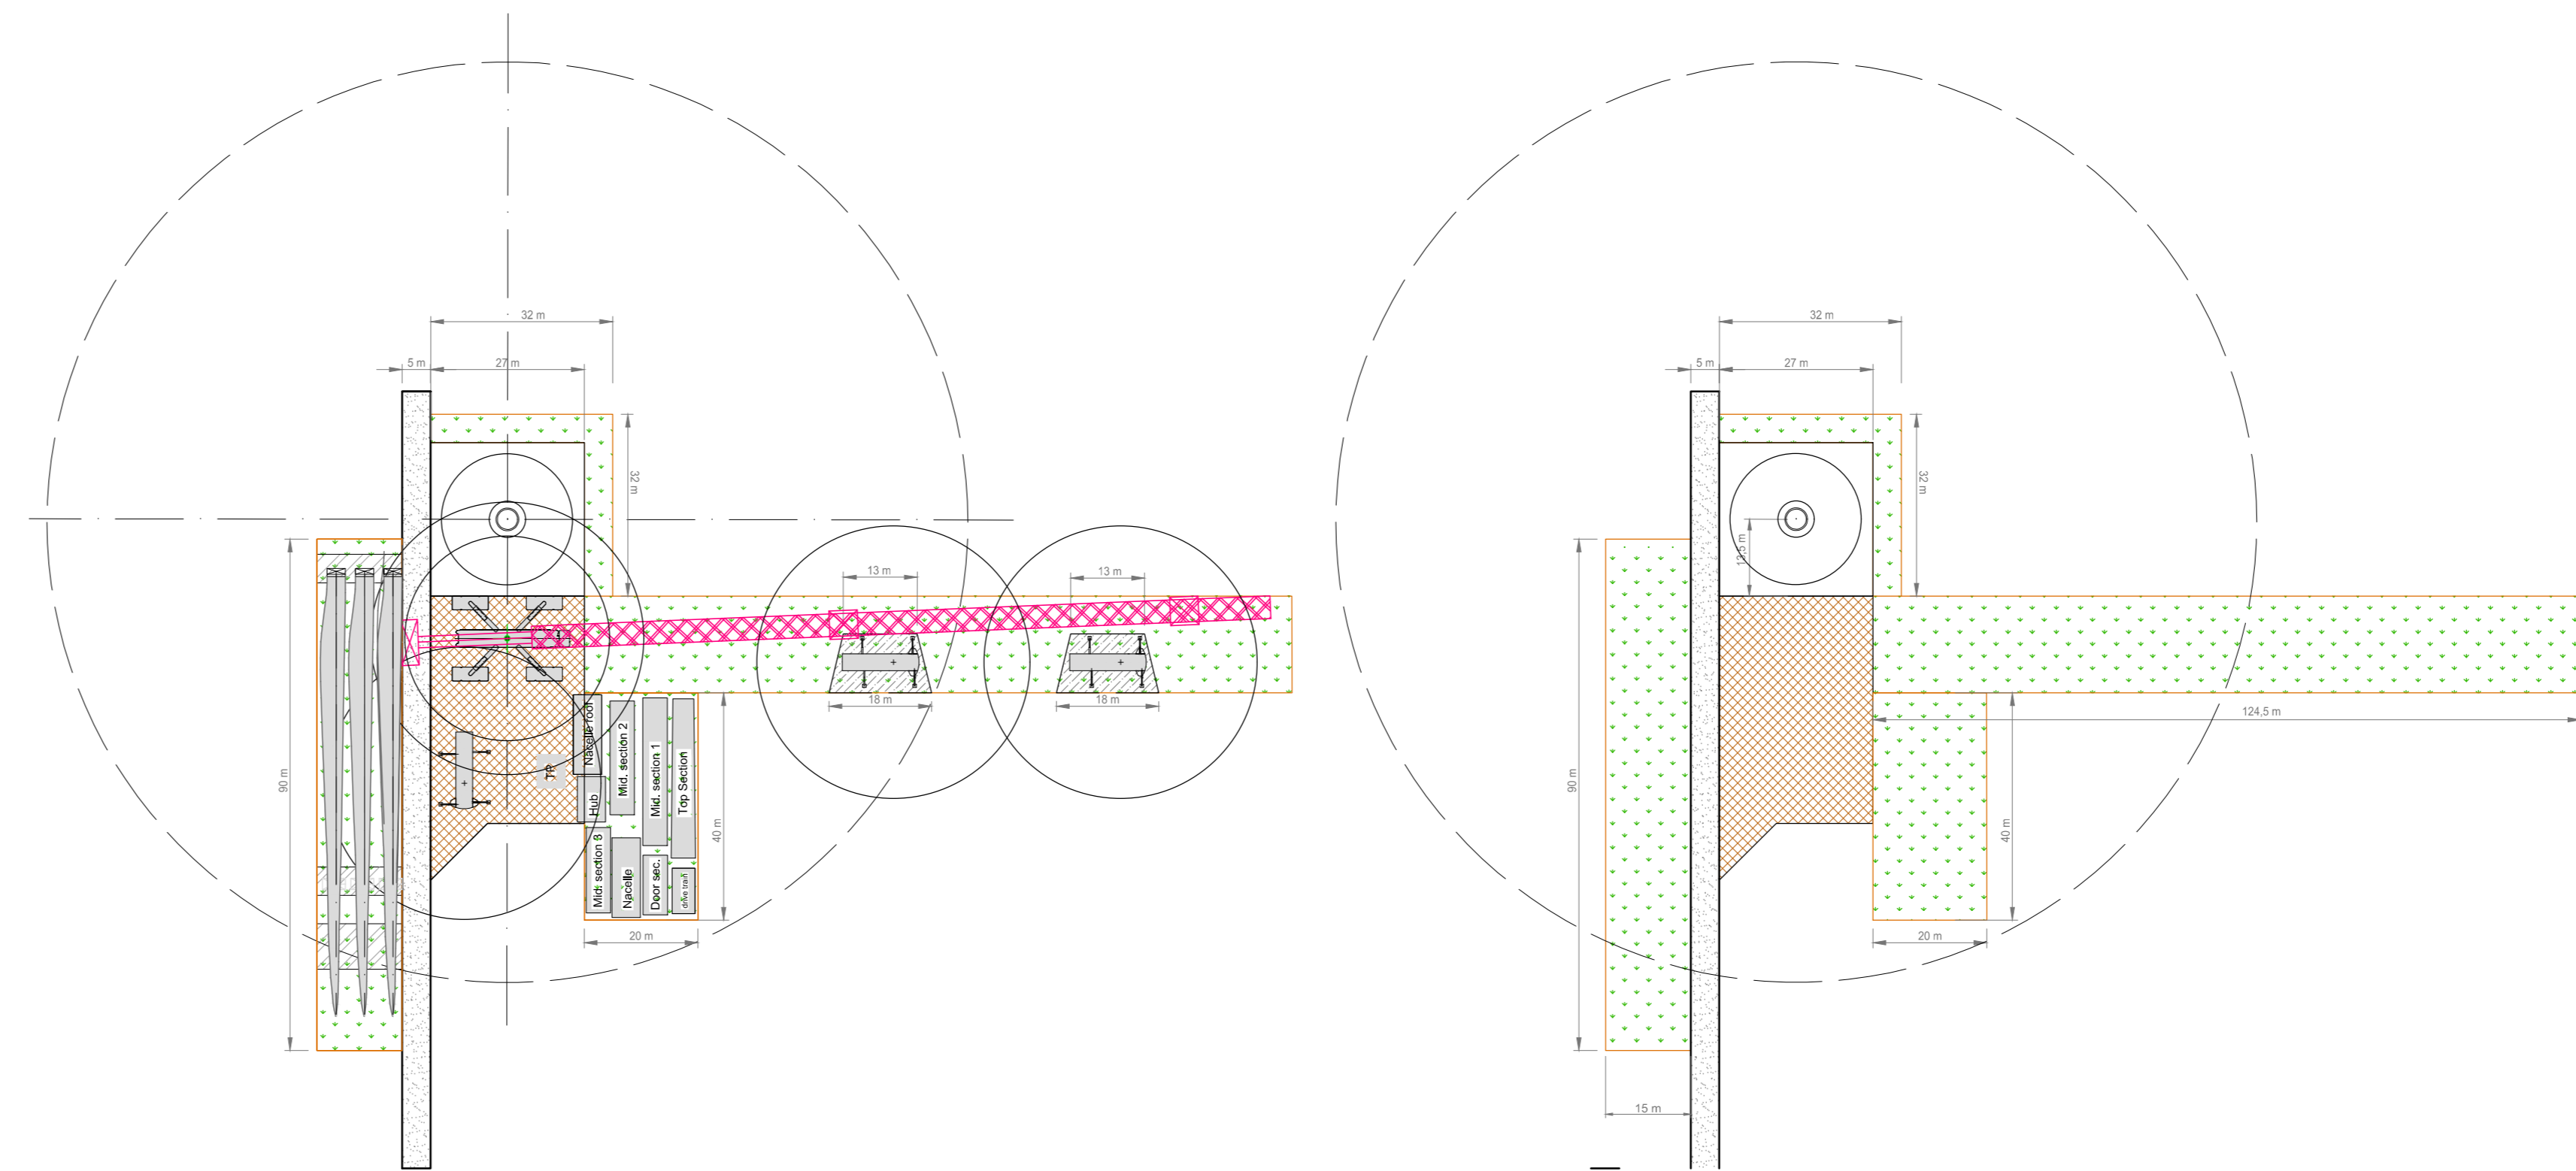 32 m
5 m
27 m
32 m
13 m
13 m
18 m
18 m
90 m
TP
Nacelle roof
Hub
Mid. section 2
Mid. section 1
Top Section
Mid. section 3
Nacelle
Door sec.
drive train
40 m
20 m
32 m
5 m
27 m
32 m
13,5 m
124,5 m
90 m
40 m
20 m
15 m